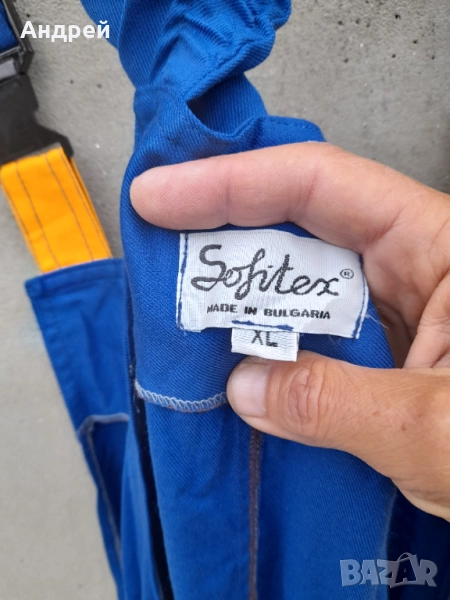 Андрей
Sofitex®
MADE IN BULGARIA
XL
BAZAR